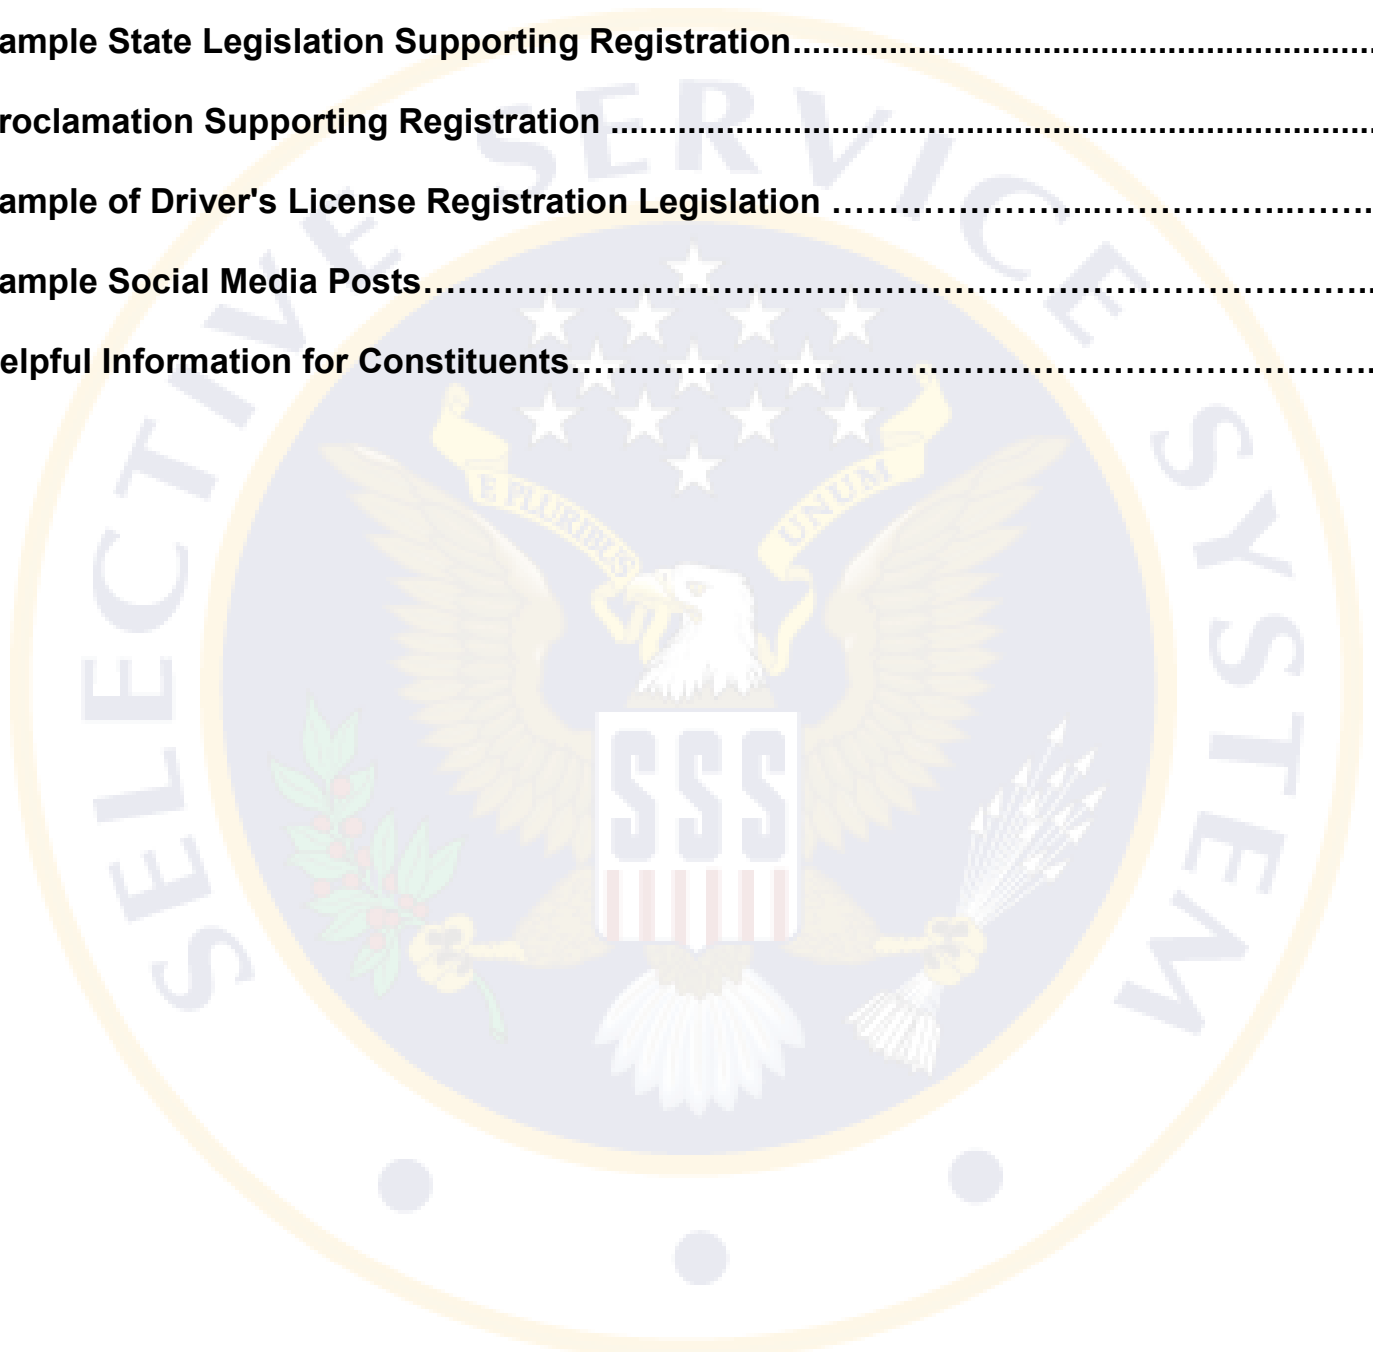 ample State Legislation Supporting Registration..............................................................
roclamation Supporting Registration ................................................................................
ample of Driver's License Registration Legislation …………………..……………..…….
ample Social Media Posts…………………………………………………………………………..
elpful Information for Constituents……………………………………………………………..
SELECTIVE SERVICE SYSTEM
E PLURIBUS UNUM
SSS